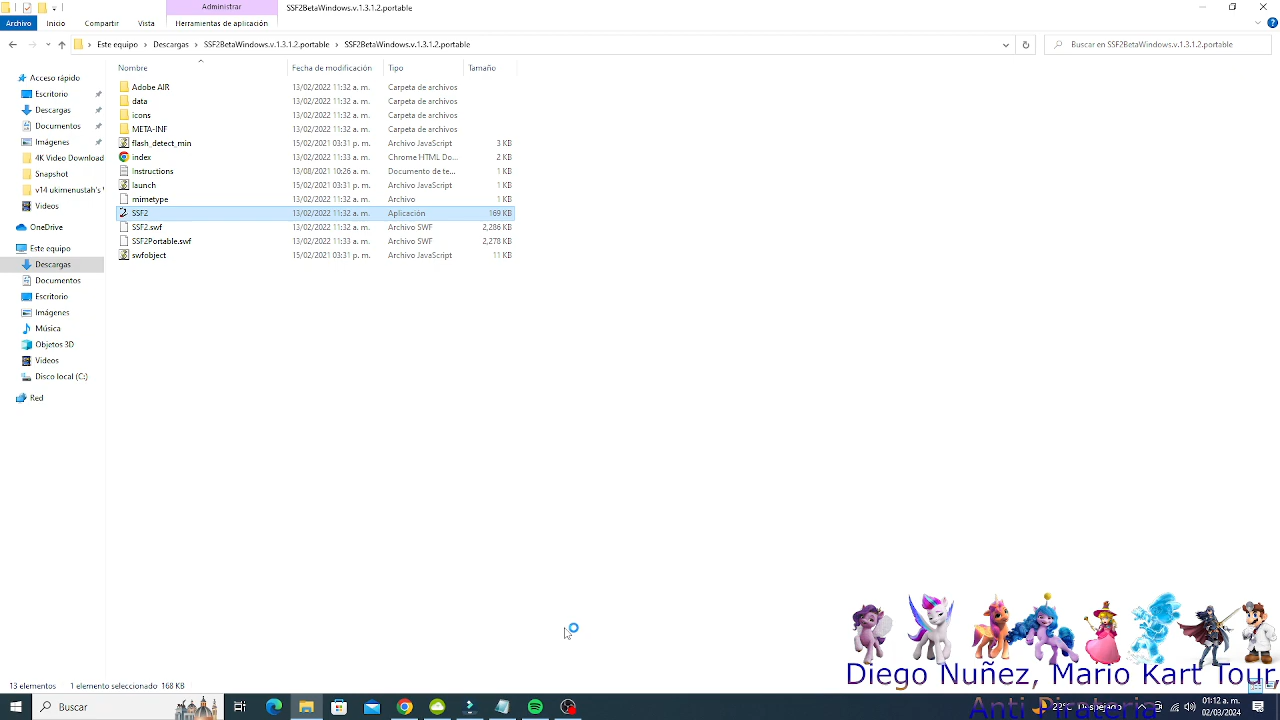 Administrar
SSF2BetaWindows.v.1.3.1.2.portable
Archivo
Inicio
Compartir
Vista
Herramientas de aplicación
Este equipo > Descargas > SSF2BetaWindows.v.1.3.1.2.portable > SSF2BetaWindows.v.1.3.1.2.portable
Buscar en SSF2BetaWindows.v.1.3.1.2.portable
Nombre Fecha de modificación Tipo Tamaño
Acceso rápido
Escritorio
Descargas
Documentos
Imágenes
4K Video Download
Snapshot
v14 ukimenustah's
Videos
OneDrive
Este equipo
Descargas
Documentos
Escritorio
Imágenes
Música
Objetos 3D
Videos
Disco local (C:)
Red
Adobe AIR 13/02/2022 11:32 a. m. Carpeta de archivos
data 13/02/2022 11:32 a. m. Carpeta de archivos
icons 13/02/2022 11:32 a. m. Carpeta de archivos
META-INF 13/02/2022 11:32 a. m. Carpeta de archivos
flash_detect_min 15/02/2021 03:31 p. m. Archivo JavaScript 3 KB
index 13/02/2022 11:33 a. m. Chrome HTML Do... 2 KB
Instructions 13/08/2021 10:26 a. m. Documento de te... 1 KB
launch 15/02/2021 03:31 p. m. Archivo JavaScript 1 KB
mimetype 13/02/2022 11:32 a. m. Archivo 1 KB
SSF2 13/02/2022 11:32 a. m. Aplicación 169 KB
SSF2.swf 13/02/2022 11:32 a. m. Archivo SWF 2,286 KB
SSF2Portable.swf 13/02/2022 11:33 a. m. Archivo SWF 2,278 KB
swfobject 15/02/2021 03:31 p. m. Archivo JavaScript 11 KB
Diego Nuñez, Mario Kart Tour,
Anti Pirateria
13 elementos 1 elemento seleccionado 168 KB
Buscar
22°C
01:12 a. m.
02/03/2024